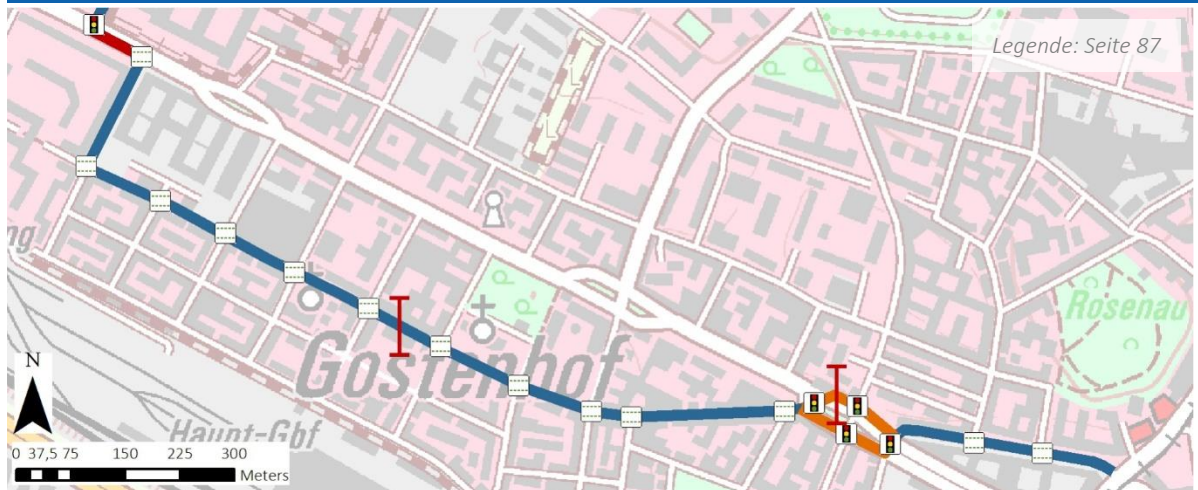 Legende: Seite 87
Rosenau
ng
Gostenhof
Haupt-Gbf
N
0 37,5 75 150 225 300
Meters